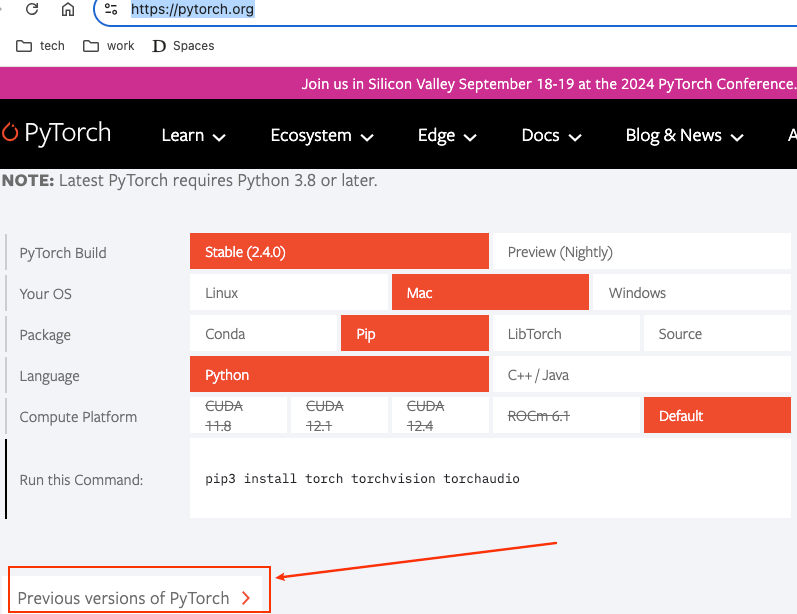 https://pytorch.org
tech work D Spaces
Join us in Silicon Valley September 18-19 at the 2024 PyTorch Conference.
PyTorch Learn Ecosystem Edge Docs Blog & News A
NOTE: Latest PyTorch requires Python 3.8 or later.
PyTorch Build Stable (2.4.0) Preview (Nightly)
Your OS Linux Mac Windows
Package Conda Pip LibTorch Source
Language Python C++ / Java
Compute Platform CUDA 11.8 CUDA 12.1 CUDA 12.4 ROCm 6.1 Default
Run this Command: pip3 install torch torchvision torchaudio
Previous versions of PyTorch